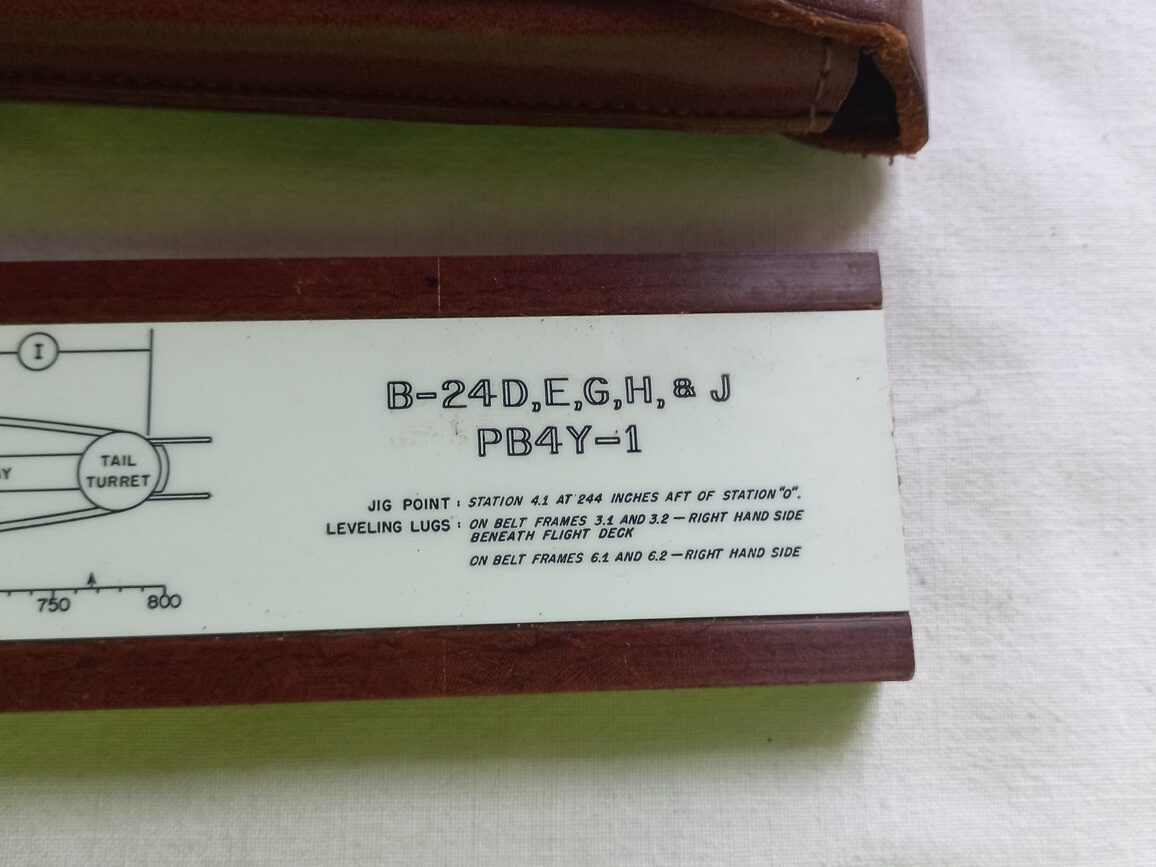 I
TAIL
TURRET
B-24D,E,G,H,& J
PB4Y-1
JIG POINT : STATION 4.1 AT 244 INCHES AFT OF STATION "0".
LEVELING LUGS : ON BELT FRAMES 3.1 AND 3.2 — RIGHT HAND SIDE
BENEATH FLIGHT DECK
ON BELT FRAMES 6.1 AND 6.2 — RIGHT HAND SIDE
750 800